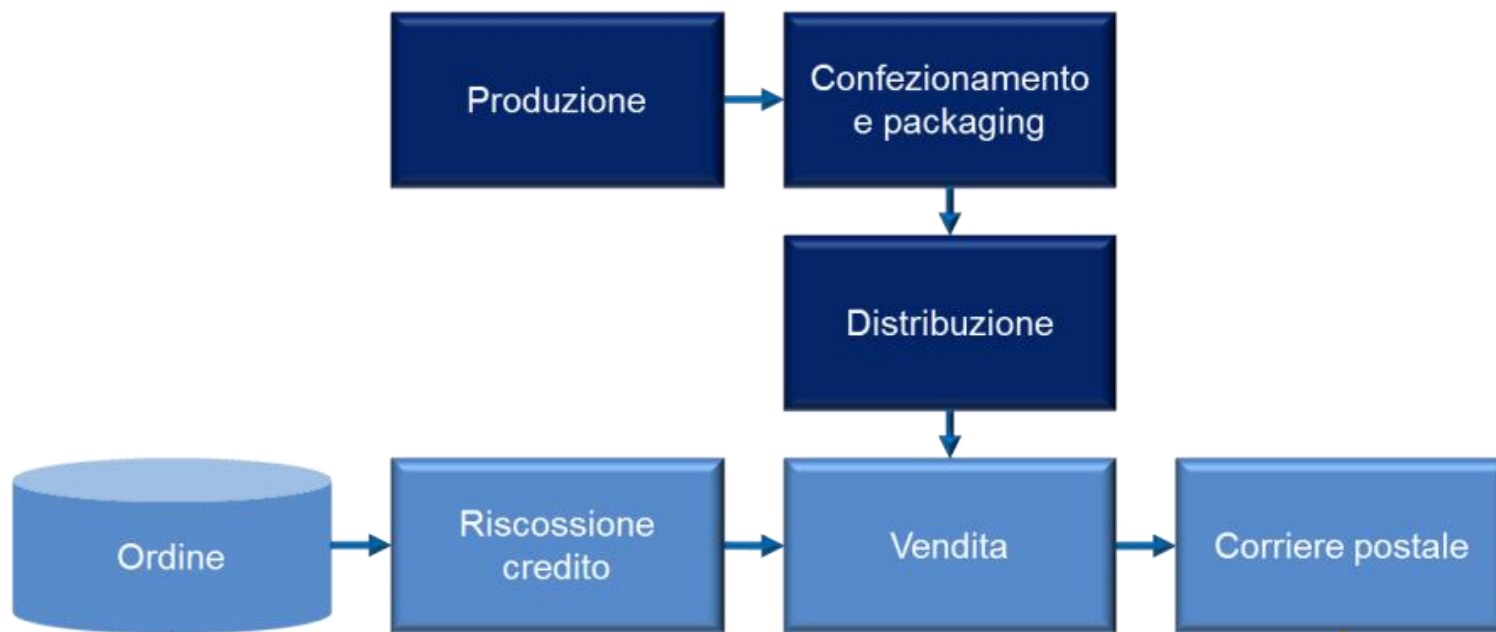 Produzione
Confezionamento
e packaging
Distribuzione
Ordine
Riscossione
credito
Vendita
Corriere postale